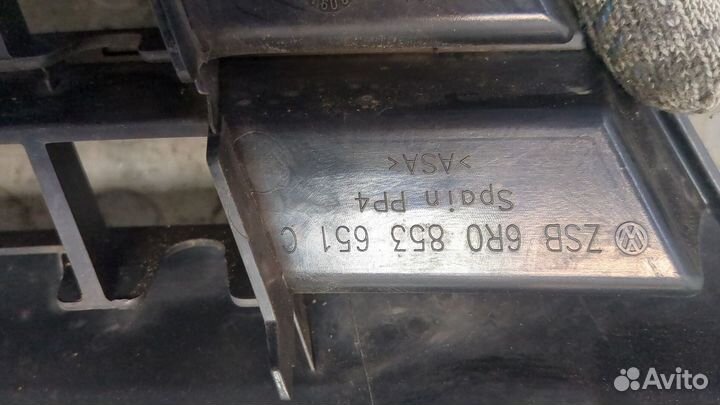 ZSB 6R0 853 651 C
Spain PP4
>ASA<
Avito